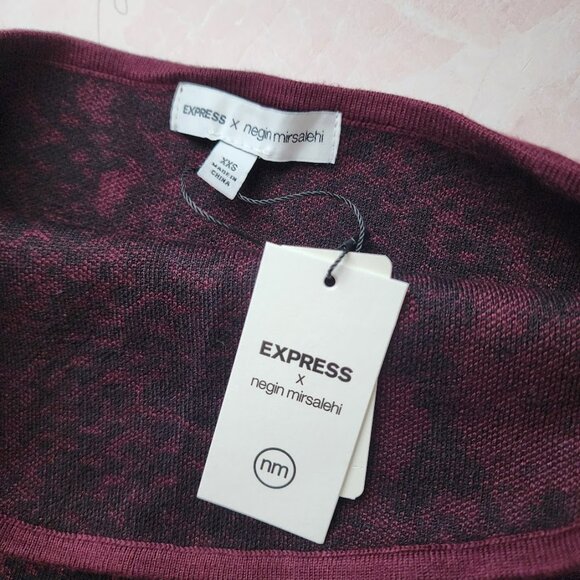 EXPRESS x negin mirsalehi
XXS
MADE IN
CHINA
EXPRESS
x
negin mirsalehi
nm